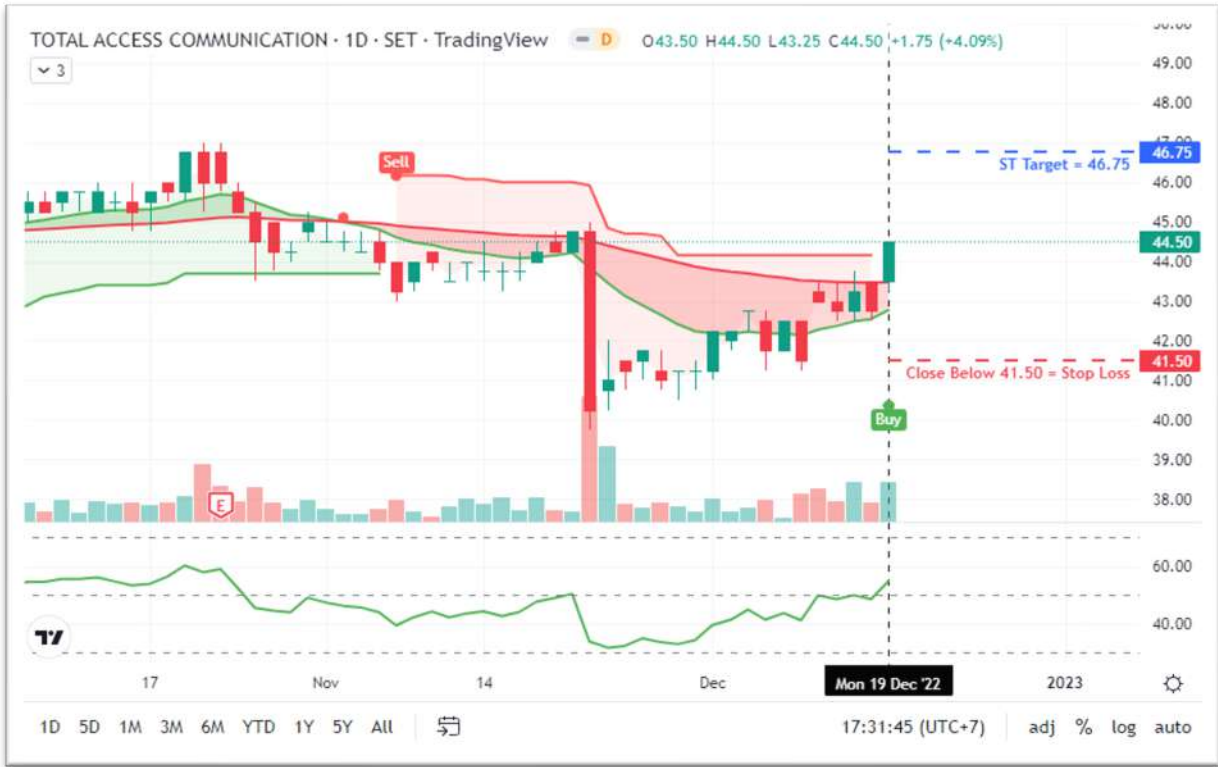 TOTAL ACCESS COMMUNICATION · 1D · SET · TradingView D O43.50 H44.50 L43.25 C44.50 +1.75 (+4.09%)
3
50.00
49.00
48.00
47.00
46.75
ST Target = 46.75
Sell
46.00
45.00
44.50
44.00
43.00
42.00
41.50
Close Below 41.50 = Stop Loss
41.00
Buy
40.00
39.00
38.00
E
60.00
40.00
17 Nov 14 Dec Mon 19 Dec '22 2023
1D 5D 1M 3M 6M YTD 1Y 5Y All 17:31:45 (UTC+7) adj % log auto